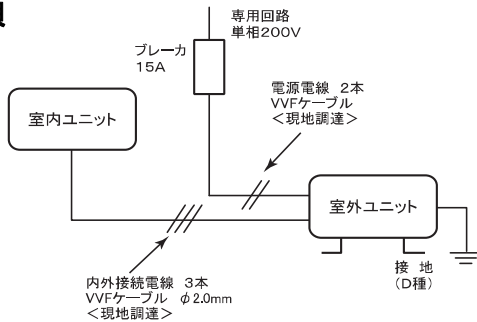 専用回路
単相200V
ブレーカ
15A
電源電線 2本
VVFケーブル
<現地調達>
室内ユニット
室外ユニット
接 地
(D種)
内外接続電線 3本
VVFケーブル φ2.0mm
<現地調達>